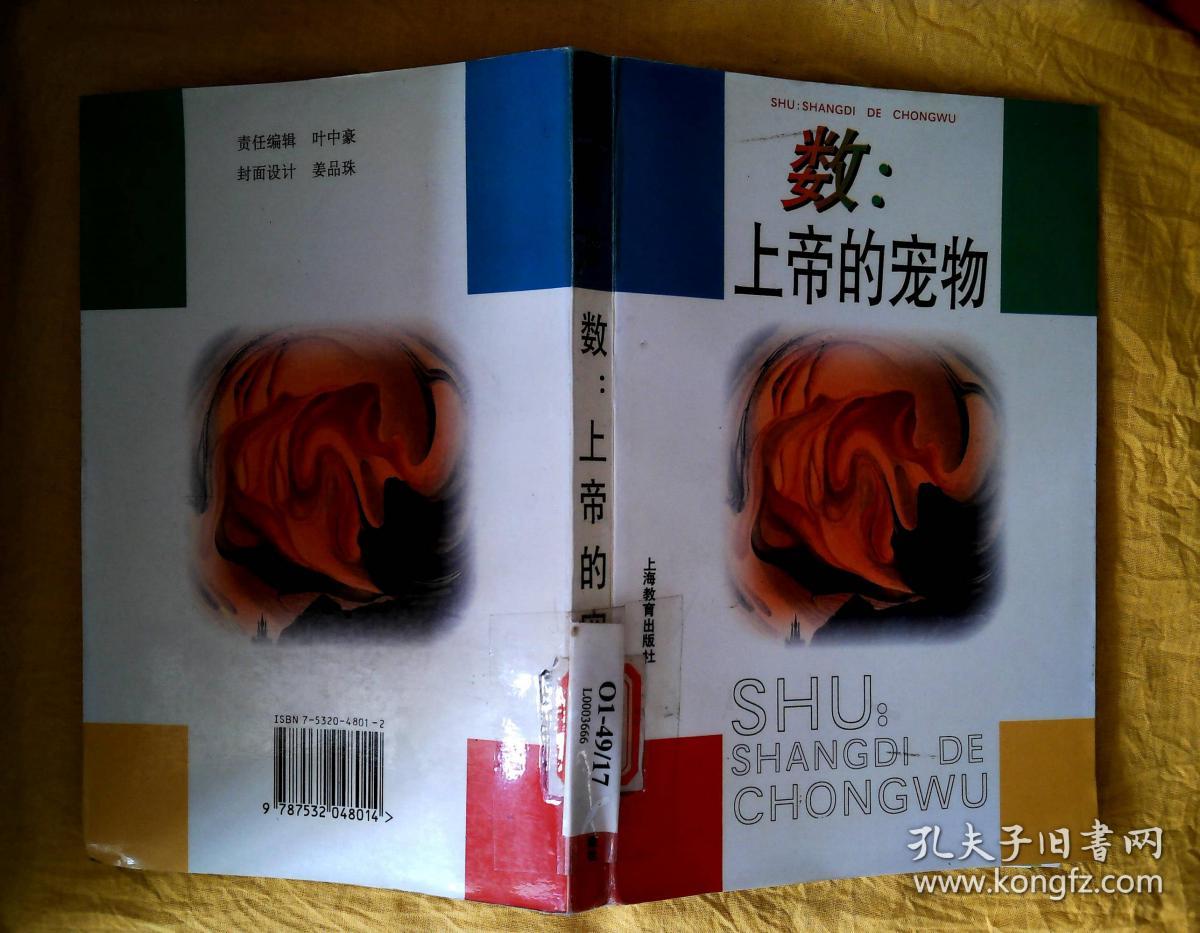 责任编辑 叶中豪
封面设计 姜品珠
ISBN 7-5320-4801-2
9 787532 048014 >
数：上帝的
O1-49/17
L0003666
SHU: SHANGDI DE CHONGWU
数：
上帝的宠物
上海教育出版社
SHU:
SHANGDI DE
CHONGWU
孔夫子旧书网
www.kongfz.com